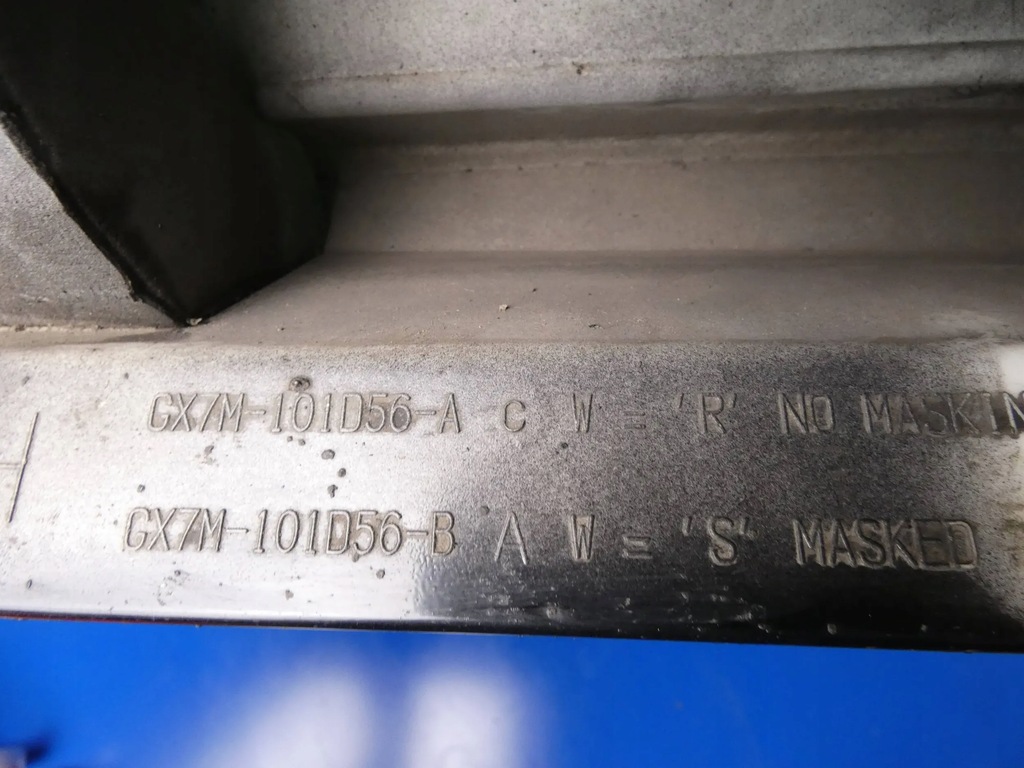 GX7M-101D56-A C W = 'R' NO MASKIN
GX7M-101D56-B A W = 'S' MASKED